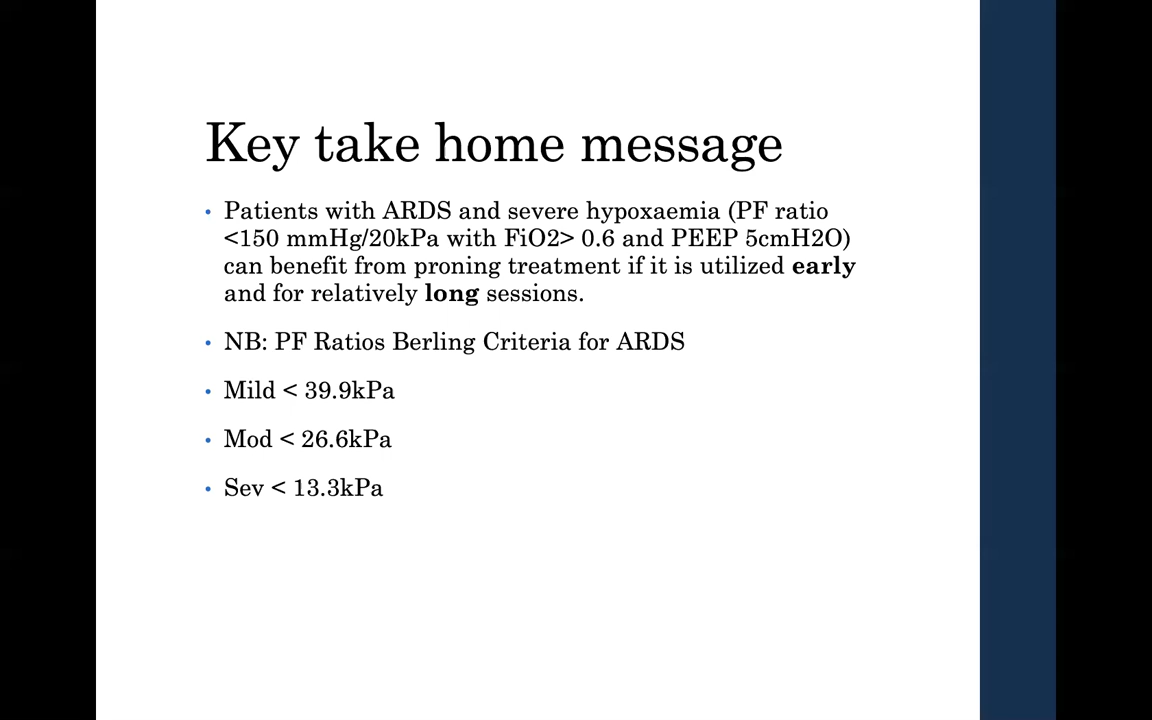 Key take home message
• Patients with ARDS and severe hypoxaemia (PF ratio
<150 mmHg/20kPa with FiO2> 0.6 and PEEP 5cmH2O)
can benefit from proning treatment if it is utilized early
and for relatively long sessions.
• NB: PF Ratios Berling Criteria for ARDS
• Mild < 39.9kPa
• Mod < 26.6kPa
• Sev < 13.3kPa